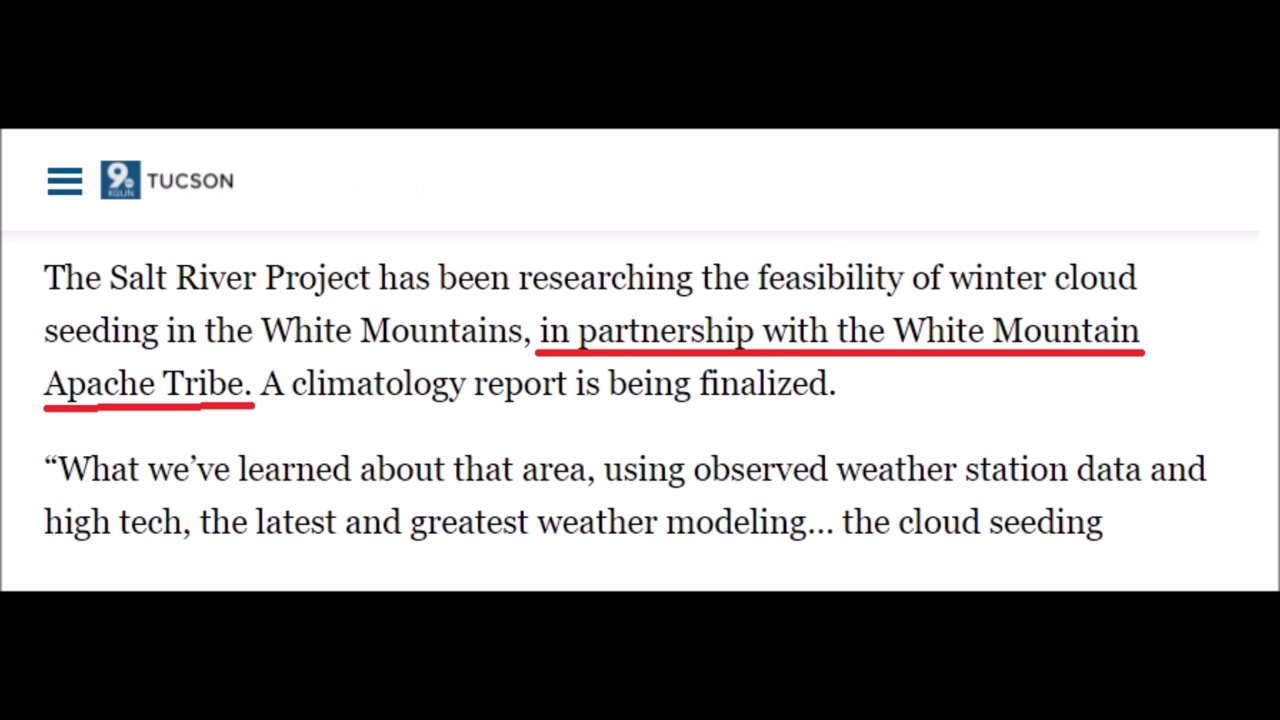 9 TUCSON
KGUN
The Salt River Project has been researching the feasibility of winter cloud
seeding in the White Mountains, in partnership with the White Mountain
Apache Tribe. A climatology report is being finalized.
“What we’ve learned about that area, using observed weather station data and
high tech, the latest and greatest weather modeling... the cloud seeding